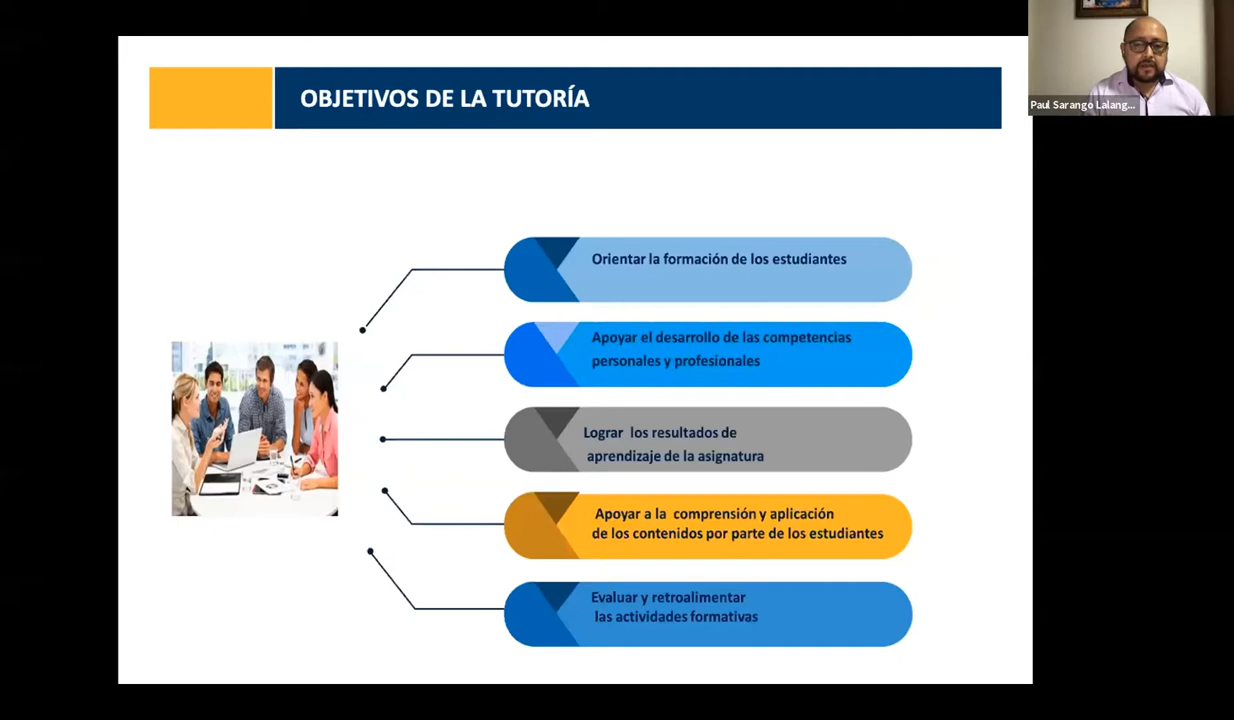 OBJETIVOS DE LA TUTORÍA
Paul Sarango Lalang...
Orientar la formación de los estudiantes
Apoyar el desarrollo de las competencias
personales y profesionales
Lograr los resultados de
aprendizaje de la asignatura
Apoyar a la comprensión y aplicación
de los contenidos por parte de los estudiantes
Evaluar y retroalimentar
las actividades formativas